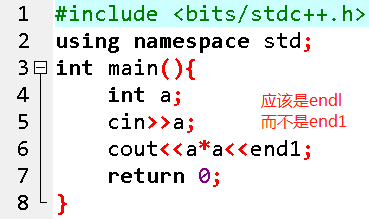 1 #include <bits/stdc++.h>
2 using namespace std;
3 int main(){
4 int a;
5 cin>>a;
6 cout<<a*a<<end1;
7 return 0;
8 }
应该是endl
而不是end1